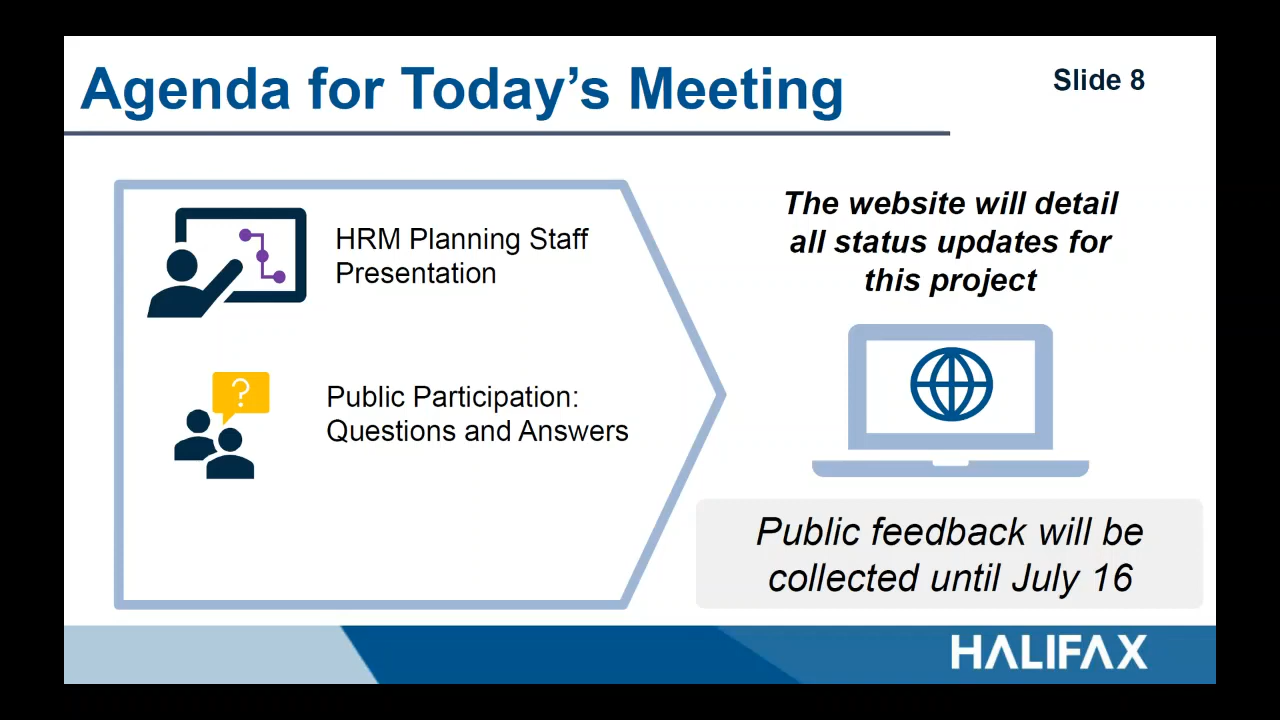 Agenda for Today’s Meeting
Slide 8
HRM Planning Staff
Presentation
?
Public Participation:
Questions and Answers
The website will detail
all status updates for
this project
Public feedback will be
collected until July 16
HALIFAX